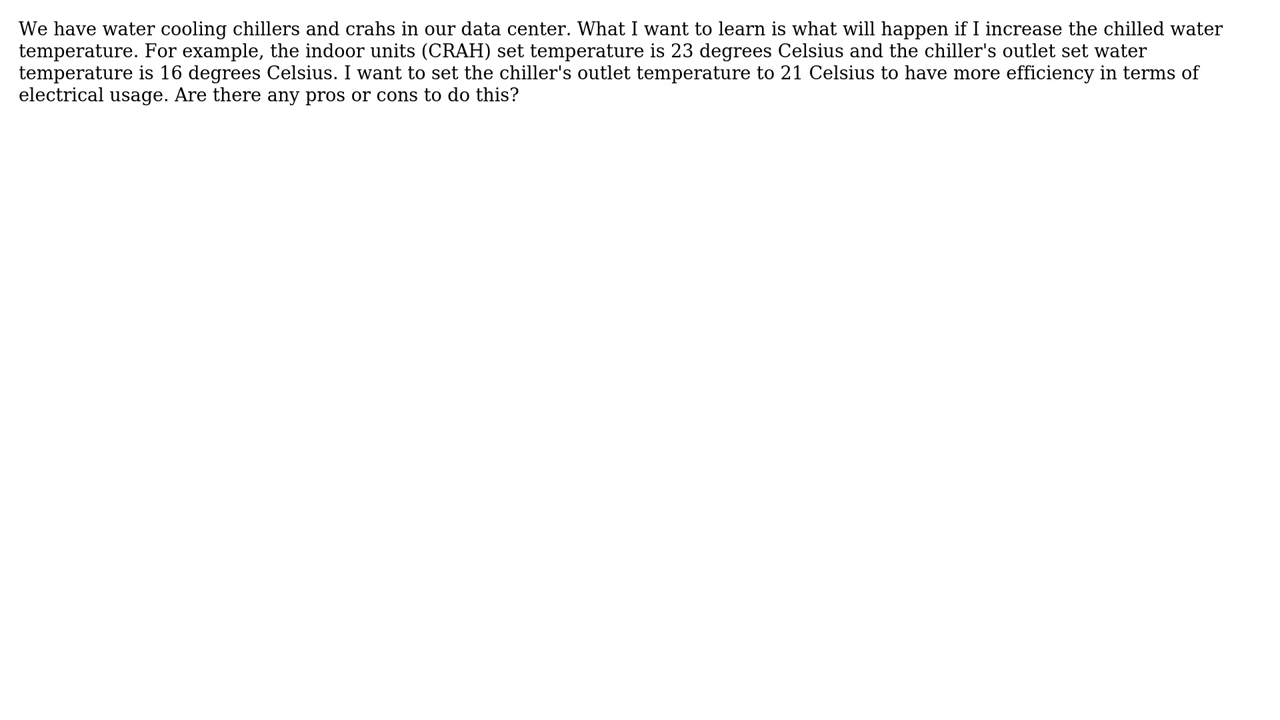 We have water cooling chillers and crahs in our data center. What I want to learn is what will happen if I increase the chilled water
temperature. For example, the indoor units (CRAH) set temperature is 23 degrees Celsius and the chiller's outlet set water
temperature is 16 degrees Celsius. I want to set the chiller's outlet temperature to 21 Celsius to have more efficiency in terms of
electrical usage. Are there any pros or cons to do this?